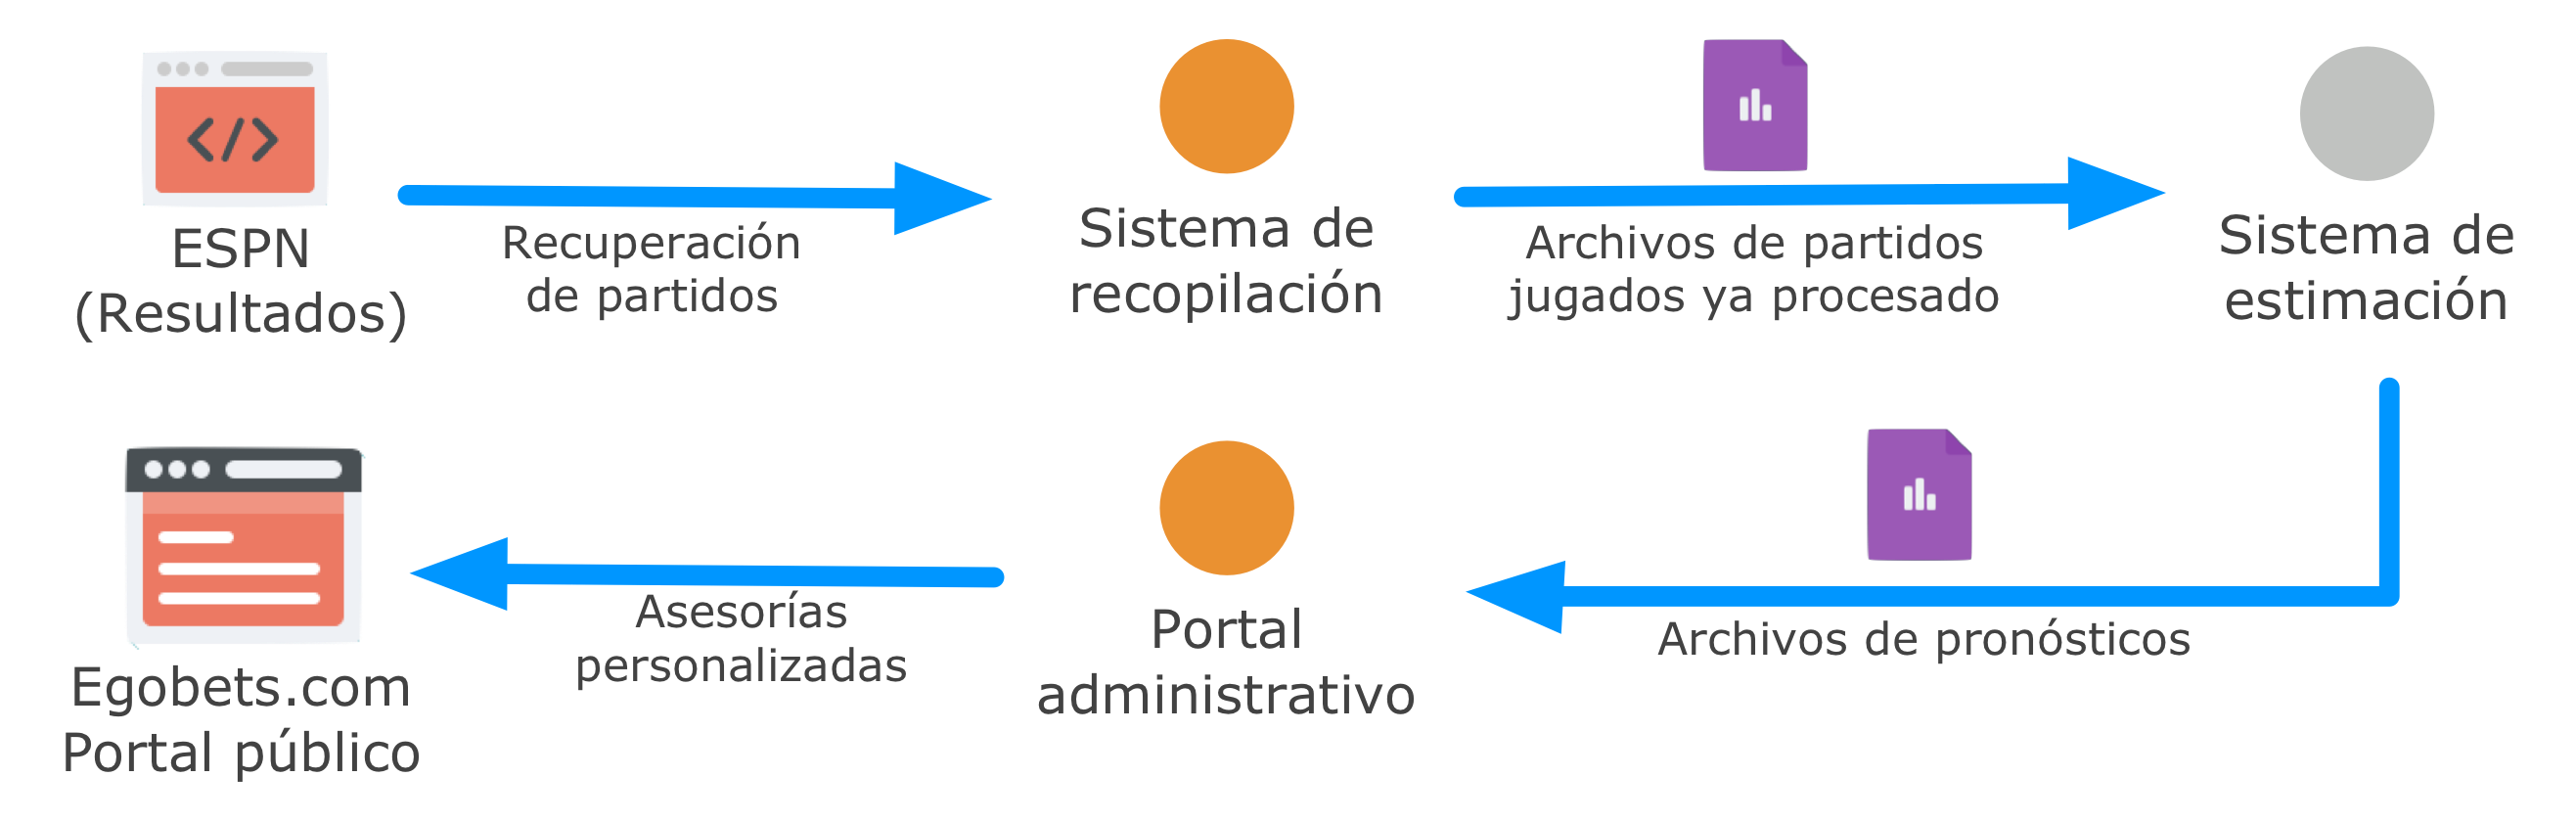 ESPN
(Resultados)
Recuperación
de partidos
Sistema de
recopilación
Archivos de partidos
jugados ya procesado
Sistema de
estimación
Archivos de pronósticos
Portal
administrativo
Asesorías
personalizadas
Egobets.com
Portal público